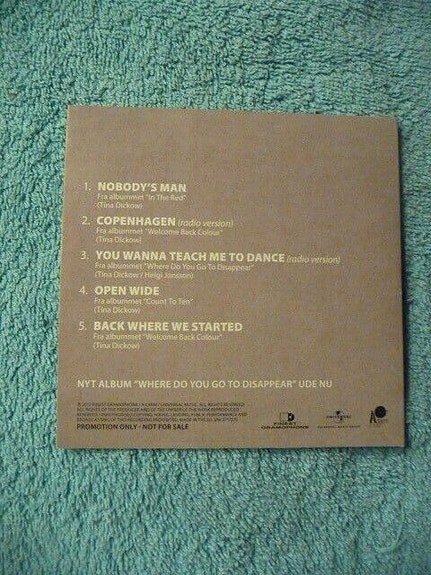 1. NOBODY'S MAN
Fra albummet "In The Red"
(Tina Dickow)
2. COPENHAGEN (radio version)
Fra albummet "Welcome Back Colour"
(Tina Dickow)
3. YOU WANNA TEACH ME TO DANCE (radio version)
Fra albummet "Where Do You Go To Disappear"
(Tina Dickow / Helgi Jonsson)
4. OPEN WIDE
Fra albummet "Count To Ten"
(Tina Dickow)
5. BACK WHERE WE STARTED
Fra albummet "Welcome Back Colour"
(Tina Dickow)
NYT ALBUM "WHERE DO YOU GO TO DISAPPEAR" UDE NU
PROMOTION ONLY - NOT FOR SALE
FINEST
GRAMOPHONE
UNIVERSAL
A